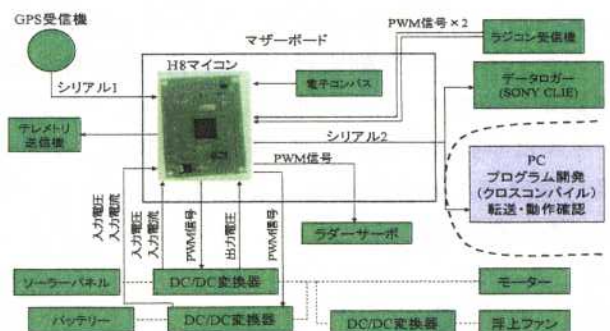 GPS受信機
マザーボード
PWM信号×2
ラジコン受信機
H8マイコン
シリアル1
電子コンパス
データロガー
(SONY CLIE)
テレメトリ
送信機
シリアル2
PWM信号
PC
プログラム開発
(クロスコンパイル)
転送・動作確認
入力電圧
入力電流
入力電圧
入力電流
PWM信号
出力電圧
PWM信号
ラダーサーボ
ソーラーパネル
DC/DC変換器
モーター
バッテリー
DC/DC変換器
DC/DC変換器
浮上ファン